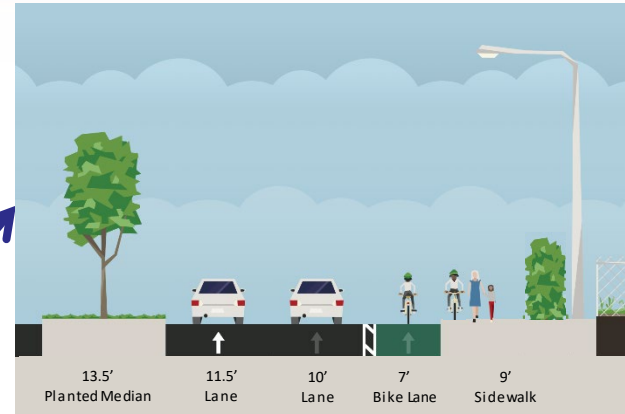 13.5’
Planted Median
11.5’
Lane
10’
Lane
7’
Bike Lane
9’
Sidewalk